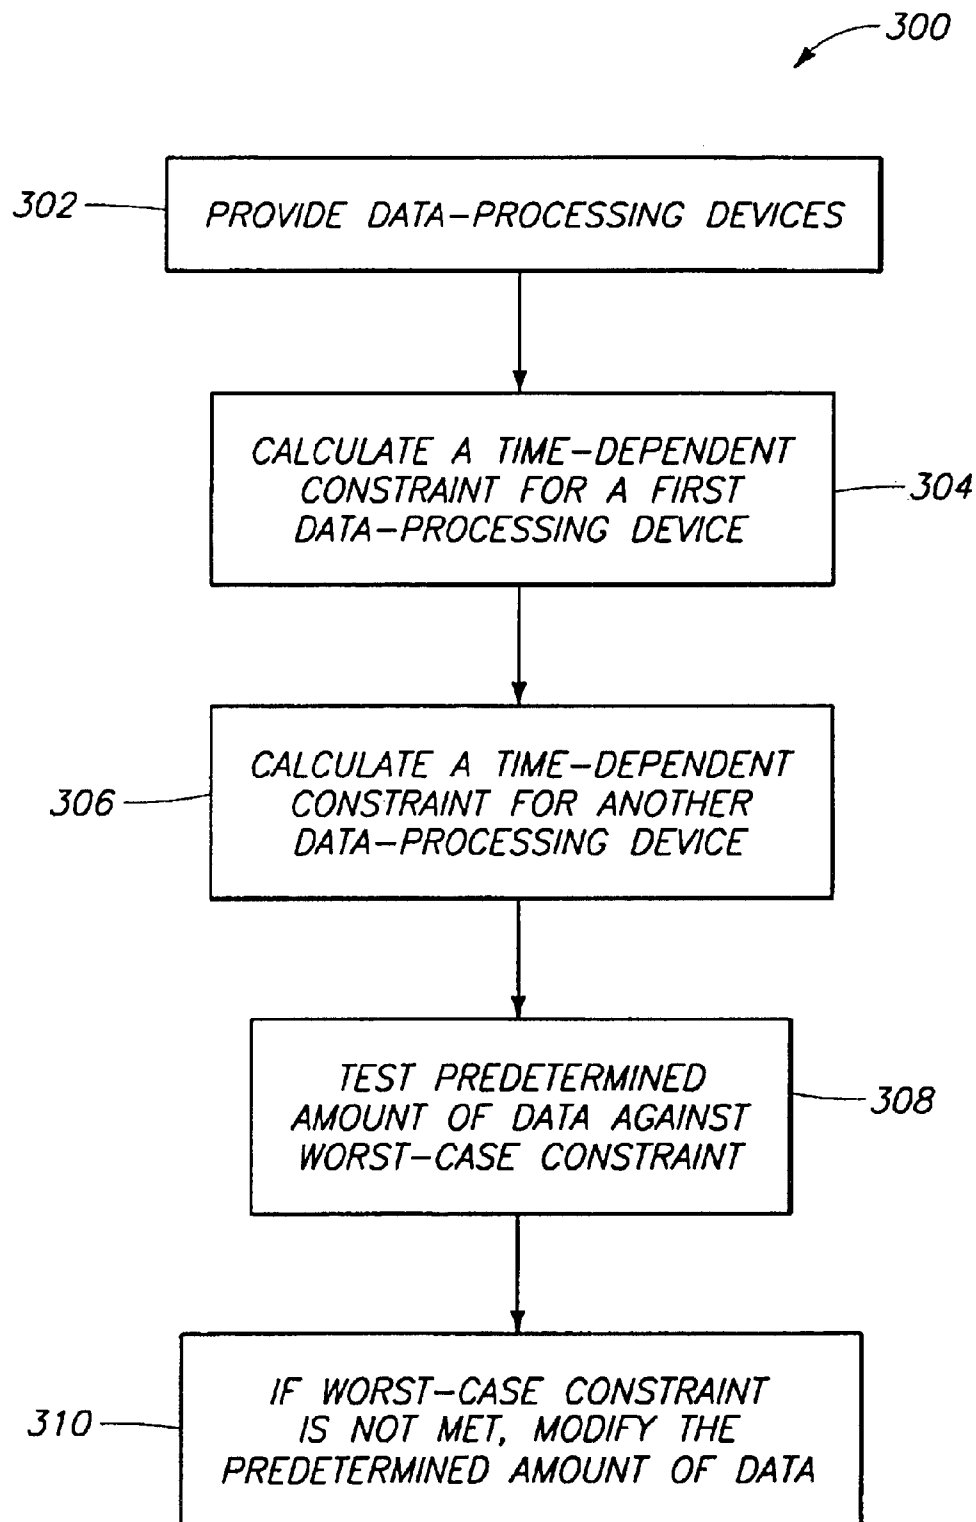 300
302
PROVIDE DATA-PROCESSING DEVICES
CALCULATE A TIME-DEPENDENT
CONSTRAINT FOR A FIRST
DATA-PROCESSING DEVICE
304
306
CALCULATE A TIME-DEPENDENT
CONSTRAINT FOR ANOTHER
DATA-PROCESSING DEVICE
TEST PREDETERMINED
AMOUNT OF DATA AGAINST
WORST-CASE CONSTRAINT
308
310
IF WORST-CASE CONSTRAINT
IS NOT MET, MODIFY THE
PREDETERMINED AMOUNT OF DATA